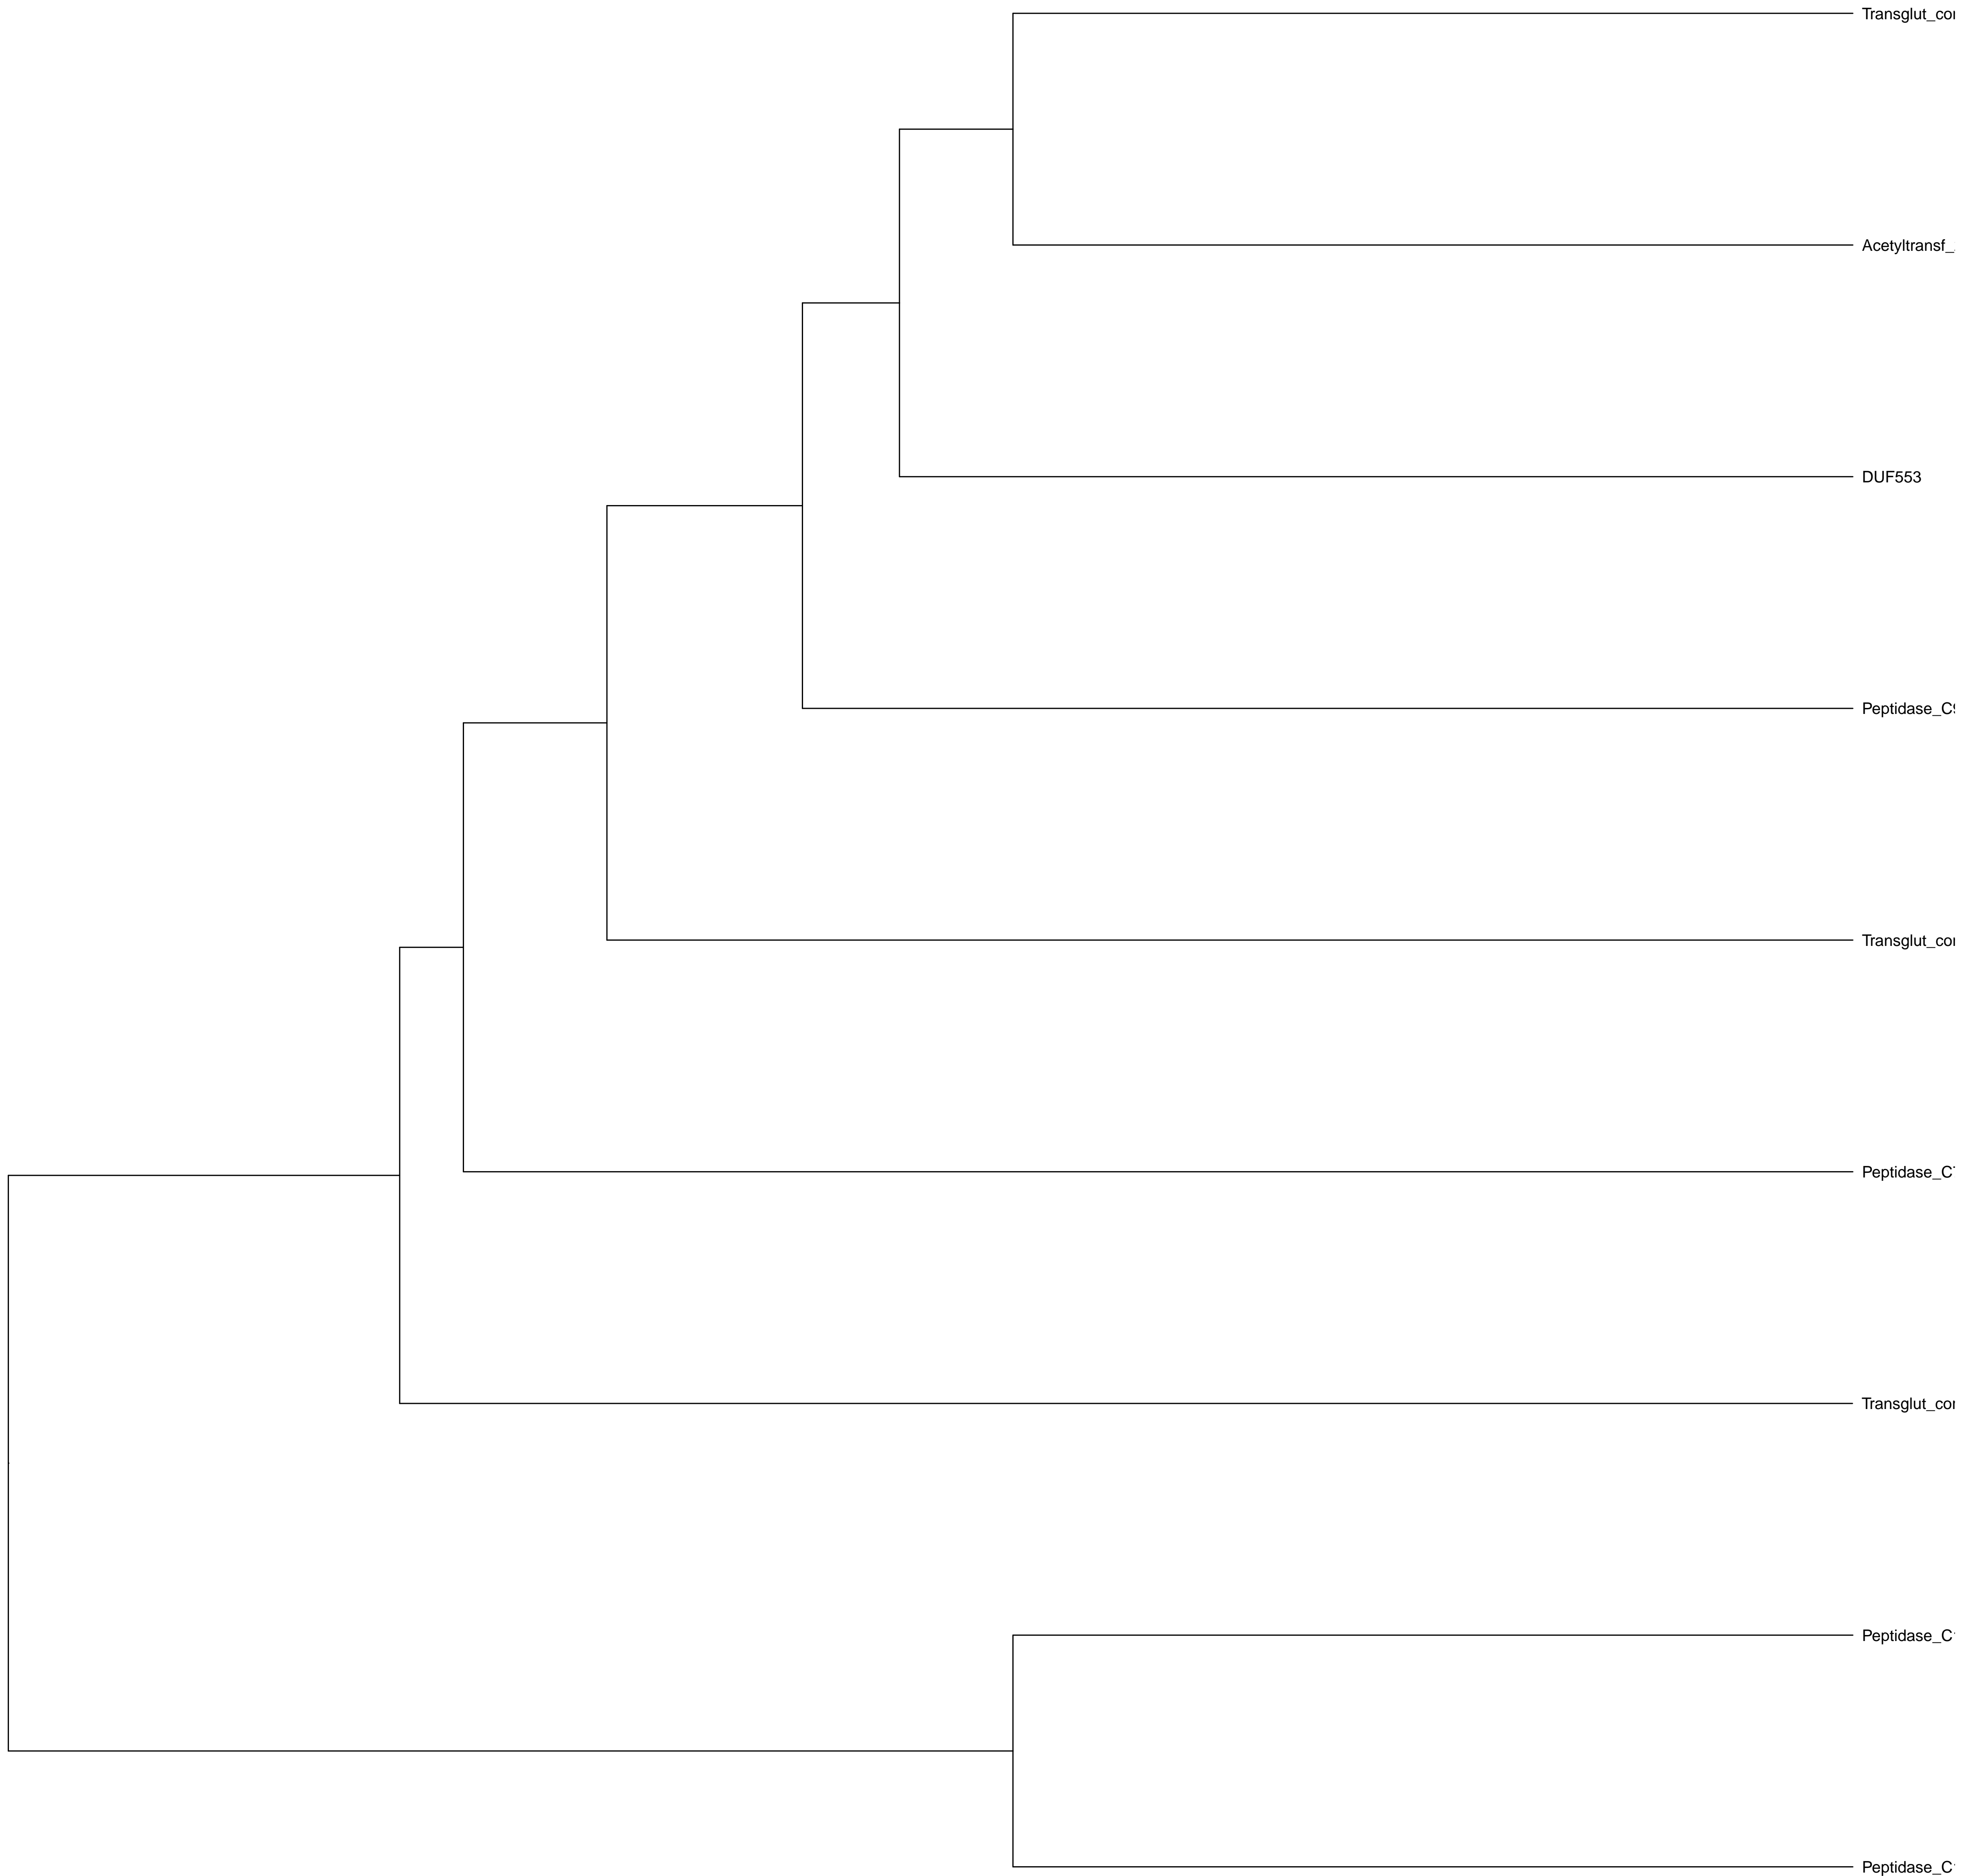 Transglut_co
Acetyltransf_
DUF553
Peptidase_C
Transglut_co
Peptidase_C
Transglut_co
Peptidase_C
Peptidase_C